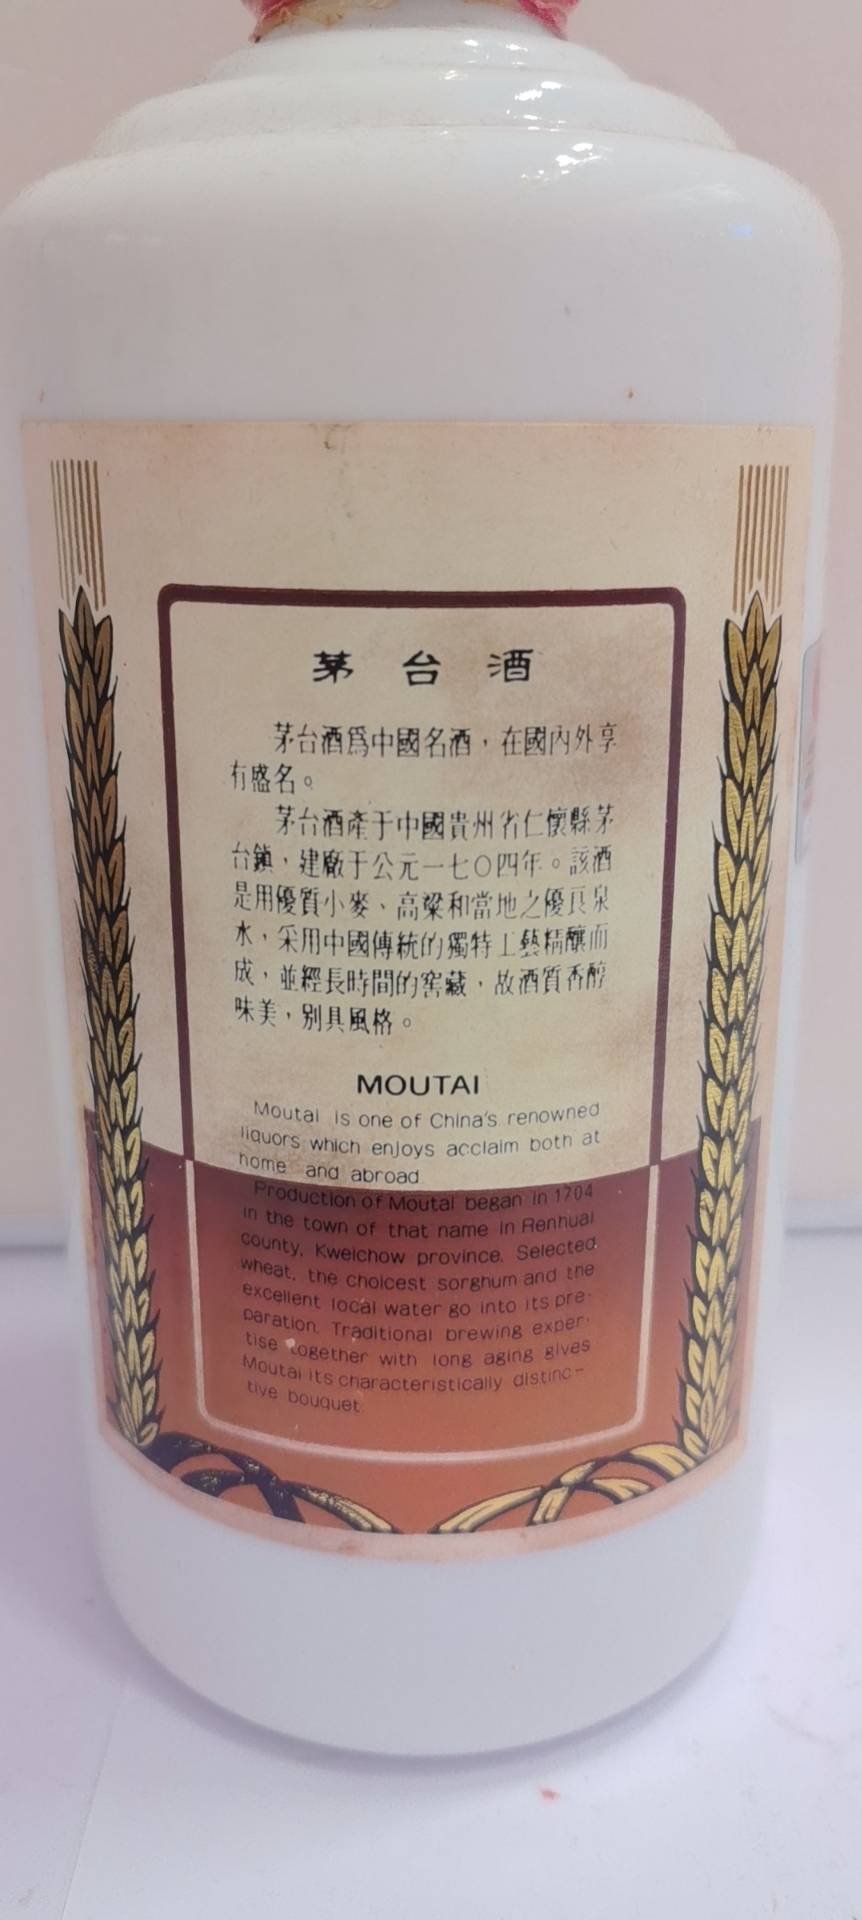 茅台酒
茅台酒爲中國名酒，在國內外享
有盛名。
茅台酒產于中國貴州省仁懷縣茅
台鎮，建廠于公元一七〇四年。該酒
是用優質小麥、高粱和當地之優良泉
水，采用中國傳統的獨特工藝精釀而
成，並經長時間的窖藏，故酒質香醇
味美，别具風格。
MOUTAI
Moutai is one of China's renowned
liquors which enjoys acclaim both at
home and abroad.
Production of Moutai began in 1704
in the town of that name in Renhuai
county, Kweichow province. Selected
wheat, the choicest sorghum and the
excellent local water go into its pre-
paration. Traditional brewing exper-
tise together with long aging gives
Moutai its characteristically distinc-
tive bouquet.